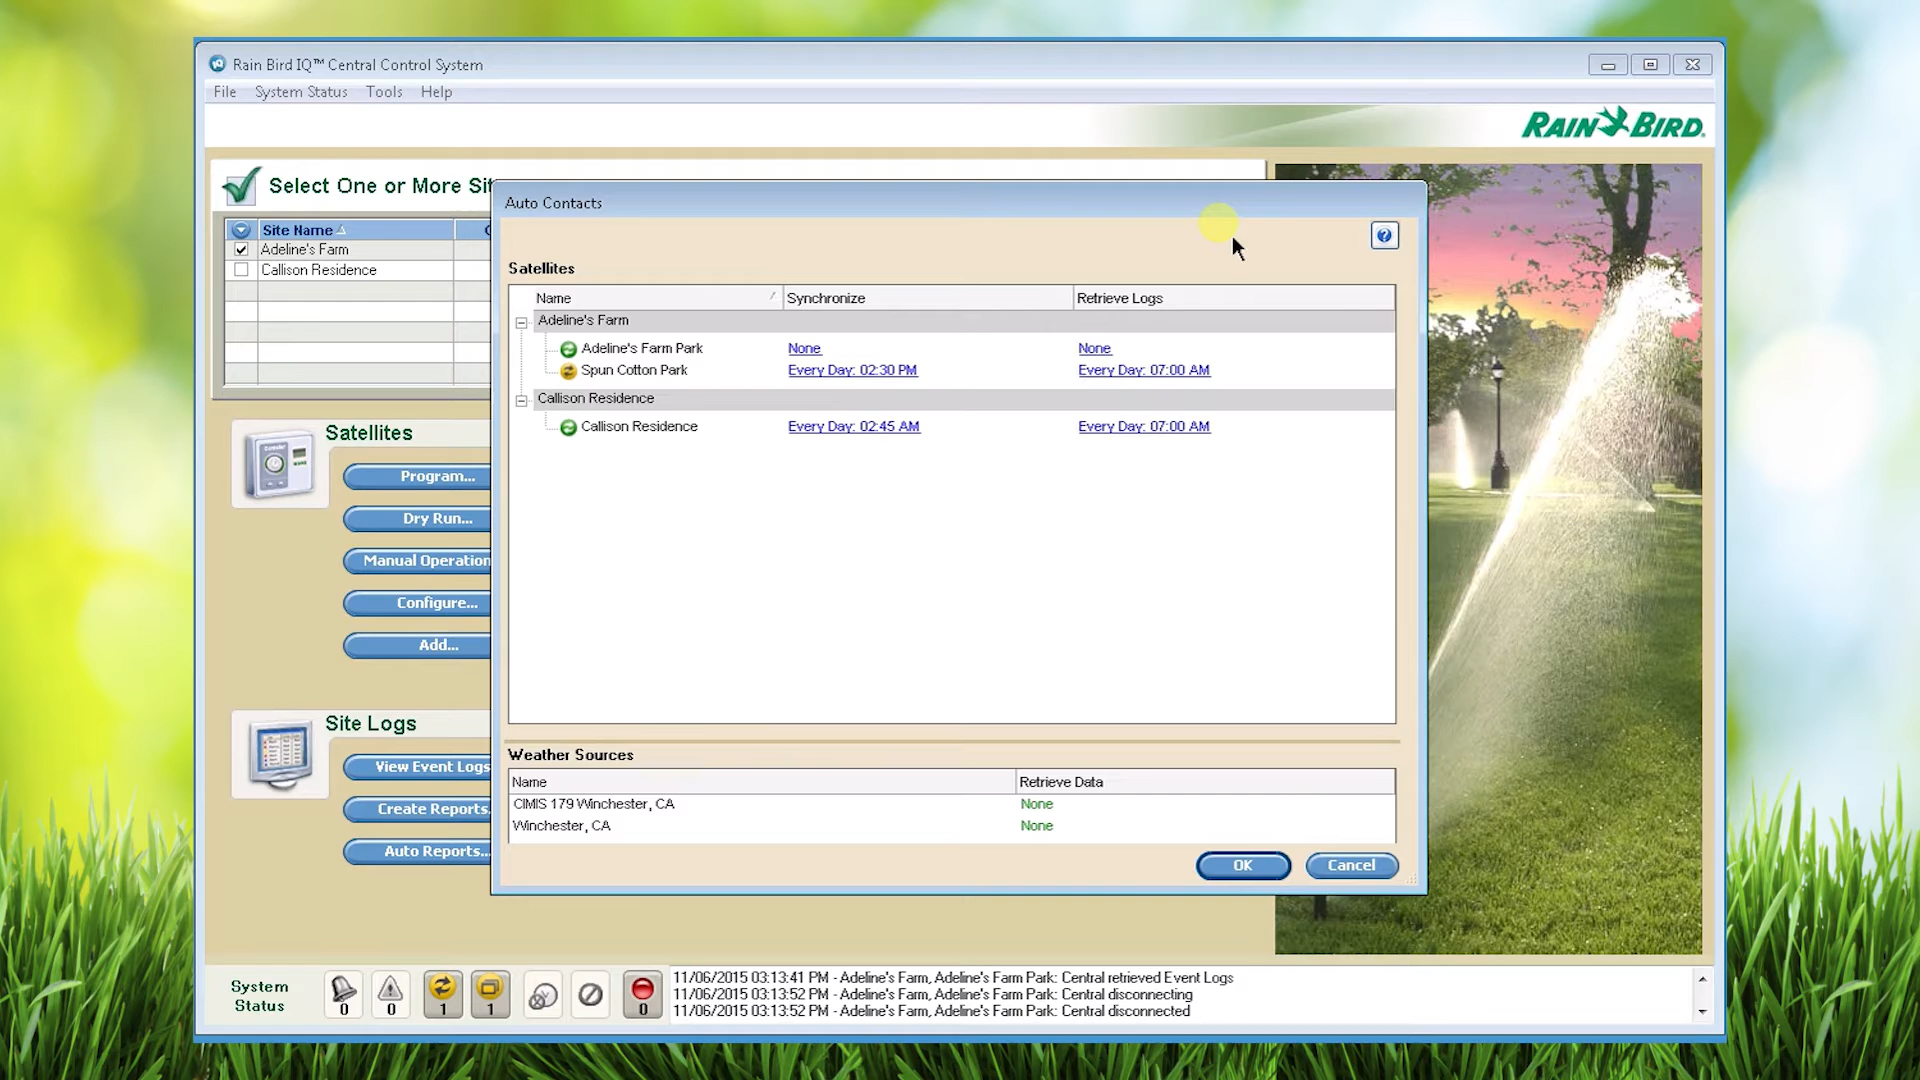 Rain Bird IQ™ Central Control System
File System Status Tools Help
RAIN BIRD
Select One or More Sit
Site Name
Adeline's Farm
Callison Residence
Satellites
Program...
Dry Run...
Manual Operation
Configure...
Add...
Site Logs
View Event Logs
Create Reports.
Auto Reports...
Auto Contacts
Satellites
Name Synchronize Retrieve Logs
Adeline's Farm
Adeline's Farm Park None None
Spun Cotton Park Every Day: 02:30 PM Every Day: 07:00 AM
Callison Residence
Callison Residence Every Day: 02:45 AM Every Day: 07:00 AM
Weather Sources
Name Retrieve Data
CIMIS 179 Winchester, CA None
Winchester, CA None
OK Cancel
System
Status
0 0 1 1 0
11/06/2015 03:13:41 PM - Adeline's Farm, Adeline's Farm Park: Central retrieved Event Logs
11/06/2015 03:13:52 PM - Adeline's Farm, Adeline's Farm Park: Central disconnecting
11/06/2015 03:13:52 PM - Adeline's Farm, Adeline's Farm Park: Central disconnected